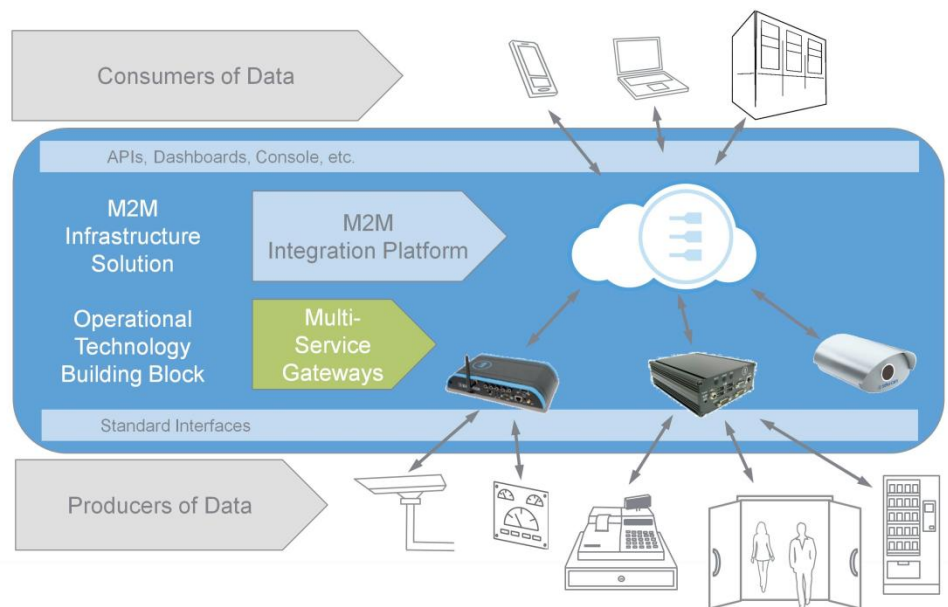 Consumers of Data
APIs, Dashboards, Console, etc.
M2M
Infrastructure
Solution
M2M
Integration Platform
Operational
Technology
Building Block
Multi-
Service
Gateways
Standard Interfaces
Producers of Data